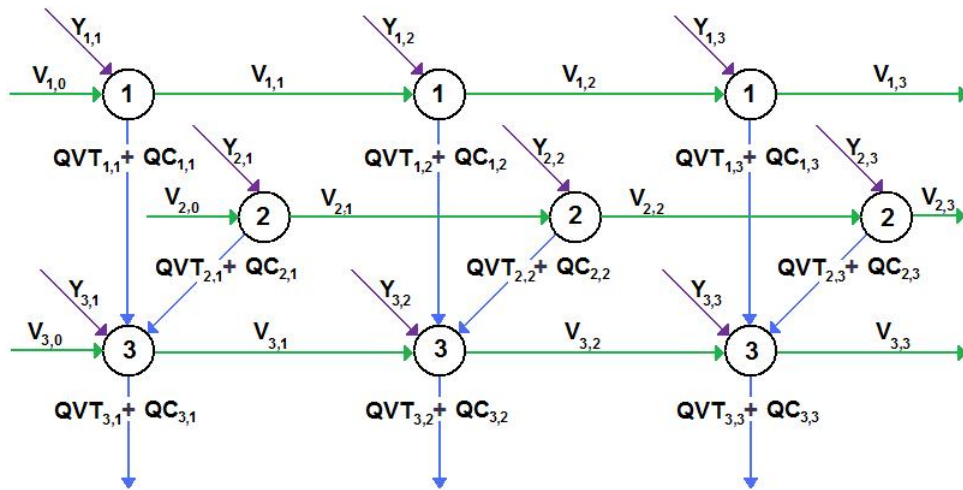 Y1,1 Y1,2 Y1,3
V1,0 1 V1,1 1 V1,2 1 V1,3
QVT1,1+ QC1,1 Y2,1 QVT1,2+ QC1,2 Y2,2 QVT1,3+ QC1,3 Y2,3
V2,0 2 V2,1 2 V2,2 2 V2,3
QVT2,1+ QC2,1 QVT2,2+ QC2,2 QVT2,3+ QC2,3
Y3,1 Y3,2 Y3,3
V3,0 3 V3,1 3 V3,2 3 V3,3
QVT3,1+ QC3,1 QVT3,2+ QC3,2 QVT3,3+ QC3,3